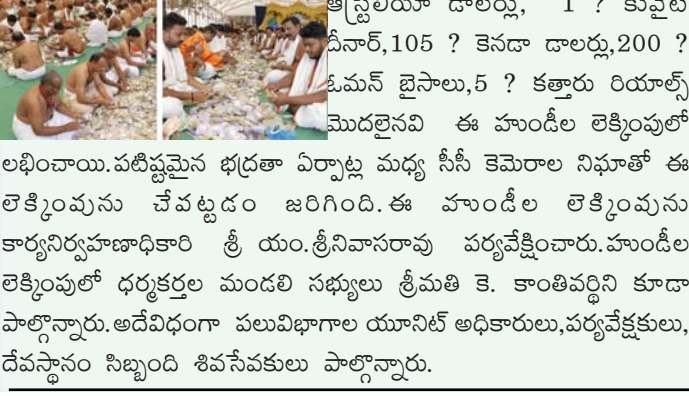 ఆస్ట్రేలియా డాలర్లు, 1 ? కువైట్
దీనార్,105 ? కెనడా డాలర్లు,200 ?
ఓమన్ బైసాలు,5 ? కత్తారు రియాల్స్
మొదలైనవి ఈ హుండీల లెక్కింపులో
లభించాయి.పటిష్టమైన భద్రతా ఏర్పాట్ల మధ్య సీసీ కెమెరాల నిఘాతో ఈ
లెక్కింవును చేవట్టడం జరిగింది.ఈ హుండీల లెక్కింవును
కార్యనిర్వహణాధికారి శ్రీ యం.శ్రీనివాసరావు పర్యవేక్షించారు.హుండీల
లెక్కింపులో ధర్మకర్తల మండలి సభ్యులు శ్రీమతి కె. కాంతివర్థిని కూడా
పాల్గొన్నారు.అదేవిధంగా పలువిభాగాల యూనిట్ అధికారులు,పర్యవేక్షకులు,
దేవస్థానం సిబ్బంది శివసేవకులు పాల్గొన్నారు.